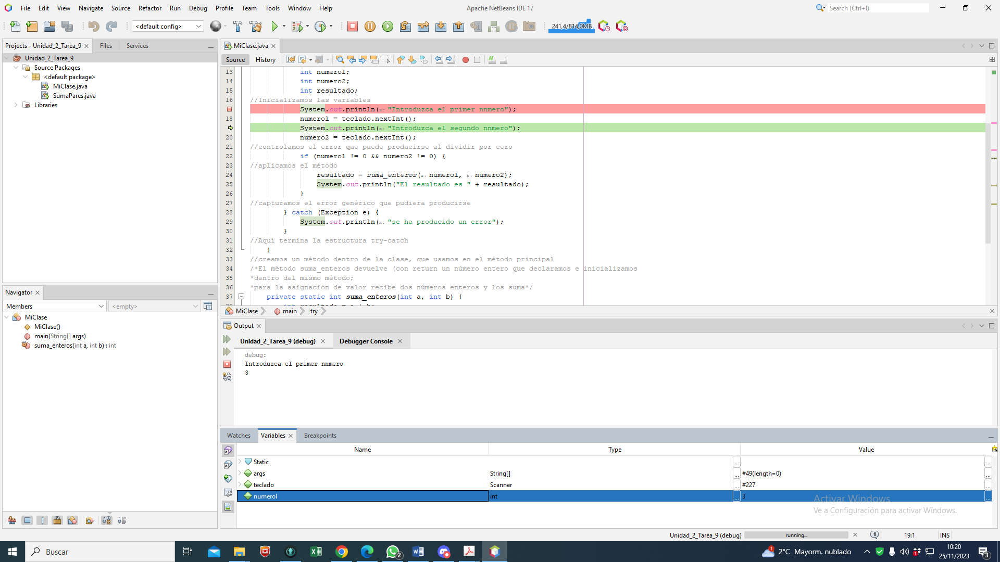 File Edit View Navigate Source Refactor Run Debug Profile Team Tools Window Help
Apache NetBeans IDE 17
Search (Ctrl+I)
<default config>
241,4/814,0MB
Projects - Unidad_2_Tarea_9 Files Services
Unidad_2_Tarea_9
Source Packages
<default package>
MiClase.java
SumaPares.java
Libraries
Navigator
Members <empty>
MiClase
MiClase()
main(String[] args)
suma_enteros(int a, int b) : int
MiClase.java
Source History
13 int numerol;
14 int numero2;
15 int resultado;
16 //Inicializamos las variables
System.out.println(x: "Introduzca el primer nnmero");
18 numerol = teclado.nextInt();
System.out.println(x: "Introduzca el segundo nnmero");
20 numero2 = teclado.nextInt();
21 //controlamos el error que puede producirse al dividir por cero
22 if (numerol != 0 && numero2 != 0) {
23 //aplicamos el método
24 resultado = suma_enteros(a: numerol, b: numero2);
25 System.out.println("El resultado es " + resultado);
26 }
27 //capturamos el error genérico que pudiera producirse
28 } catch (Exception e) {
29 System.out.println(x: "se ha producido un error");
30 }
31 //Aquí termina la estructura try-catch
32 }
33 //creamos un método dentro de la clase, que usamos en el método principal
34 /*El método suma_enteros devuelve (con return un número entero que declaramos e inicializamos
35 *dentro del mismo método;
36 *para la asignación de valor recibe dos números enteros y los suma*/
37 private static int suma_enteros(int a, int b) {
MiClase main try
Output
Unidad_2_Tarea_9 (debug) Debugger Console
debug:
Introduzca el primer nnmero
3
Watches Variables Breakpoints
Name Type Value
Static
args String[] #49(length=0)
teclado Scanner #227
numerol int 3
Activar Windows
Ve a Configuración para activar Windows.
Unidad_2_Tarea_9 (debug) running... 1 19:1 INS
Buscar
2
1
2°C Mayorm. nublado
10:20
25/11/2023
3